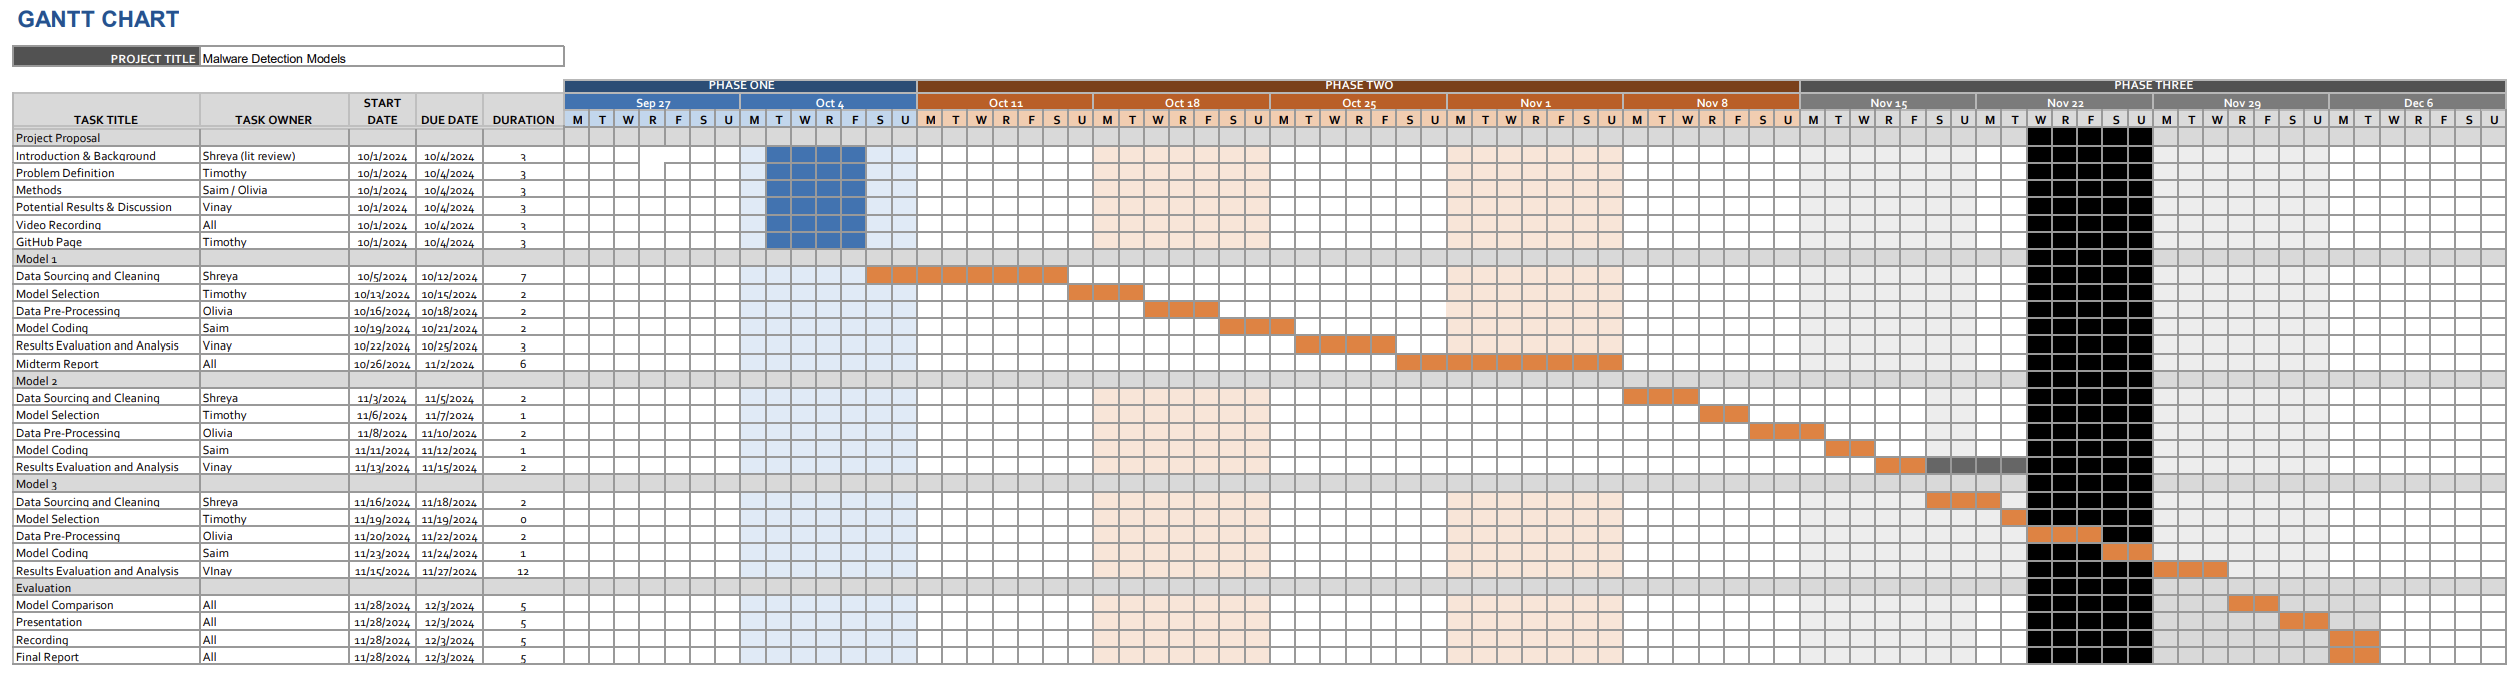 GANTT CHART
PROJECT TITLE Malware Detection Models
PHASE ONE PHASE TWO PHASE THREE
Sep 27 Oct 4 Oct 11 Oct 18 Oct 25 Nov 1 Nov 8 Nov 15 Nov 22 Nov 29 Dec 6
TASK TITLE TASK OWNER START DATE DUE DATE DURATION M T W R F S U M T W R F S U M T W R F S U M T W R F S U M T W R F S U M T W R F S U M T W R F S U M T W R F S U M T W R F S U M T W R F S U M T W R F S U
Project Proposal
Introduction & Background Shreya (lit review) 10/1/2024 10/4/2024 3
Problem Definition Timothy 10/1/2024 10/4/2024 3
Methods Saim / Olivia 10/1/2024 10/4/2024 3
Potential Results & Discussion Vinay 10/1/2024 10/4/2024 3
Video Recording All 10/1/2024 10/4/2024 3
GitHub Page Timothy 10/1/2024 10/4/2024 3
Model 1
Data Sourcing and Cleaning Shreya 10/5/2024 10/12/2024 7
Model Selection Timothy 10/13/2024 10/15/2024 2
Data Pre-Processing Olivia 10/16/2024 10/18/2024 2
Model Coding Saim 10/19/2024 10/21/2024 2
Results Evaluation and Analysis Vinay 10/22/2024 10/25/2024 3
Midterm Report All 10/26/2024 11/2/2024 6
Model 2
Data Sourcing and Cleaning Shreya 11/3/2024 11/5/2024 2
Model Selection Timothy 11/6/2024 11/7/2024 1
Data Pre-Processing Olivia 11/8/2024 11/10/2024 2
Model Coding Saim 11/11/2024 11/12/2024 1
Results Evaluation and Analysis Vinay 11/13/2024 11/15/2024 2
Model 3
Data Sourcing and Cleaning Shreya 11/16/2024 11/18/2024 2
Model Selection Timothy 11/19/2024 11/19/2024 0
Data Pre-Processing Olivia 11/20/2024 11/22/2024 2
Model Coding Saim 11/23/2024 11/24/2024 1
Results Evaluation and Analysis VInay 11/15/2024 11/27/2024 12
Evaluation
Model Comparison All 11/28/2024 12/3/2024 5
Presentation All 11/28/2024 12/3/2024 5
Recording All 11/28/2024 12/3/2024 5
Final Report All 11/28/2024 12/3/2024 5